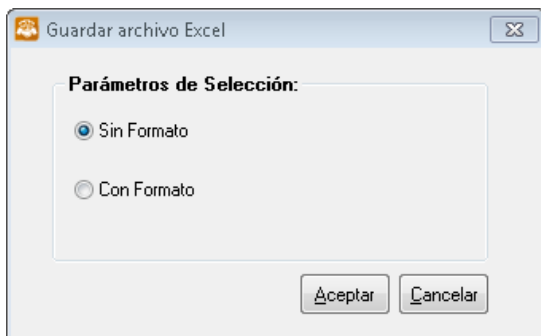 Guardar archivo Excel
Parámetros de Selección:
Sin Formato
Con Formato
Aceptar Cancelar